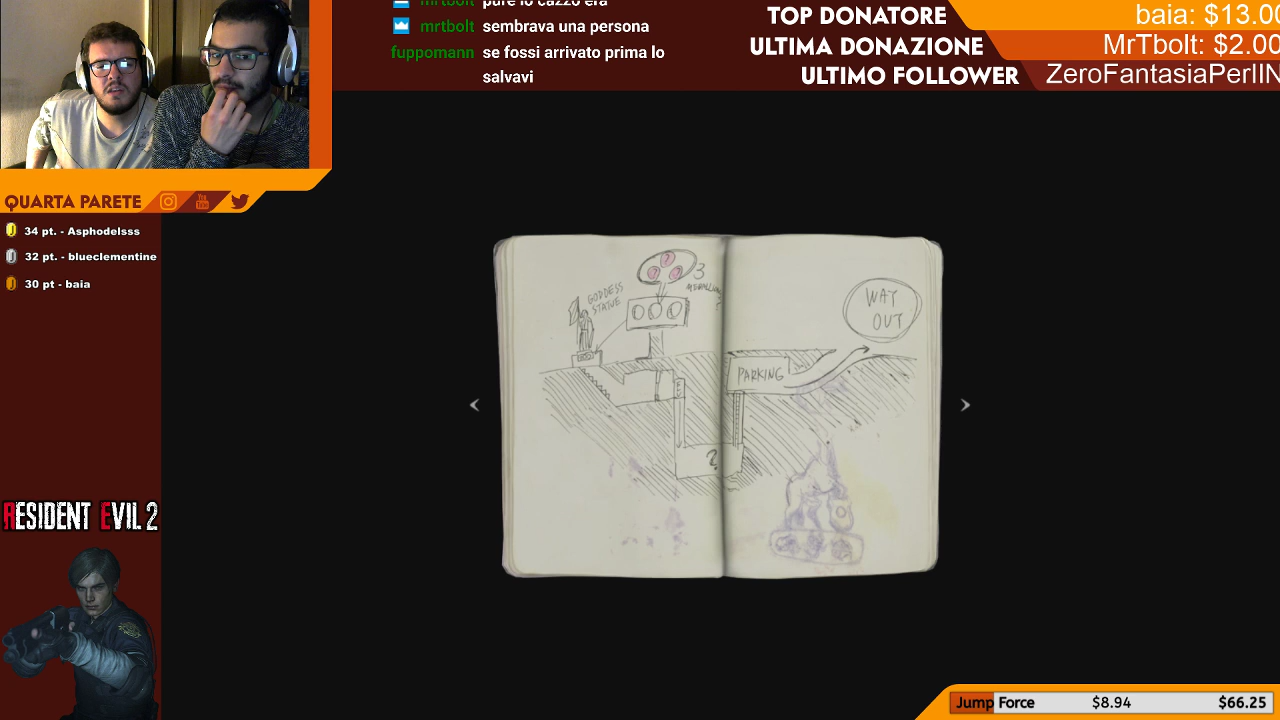 mrtbolt pure lo cazzo era
mrtbolt sembrava una persona
fuppomann se fossi arrivato prima lo
salvavi
TOP DONATORE baia: $13.00
ULTIMA DONAZIONE MrTbolt: $2.00
ULTIMO FOLLOWER ZeroFantasiaPerIlN
QUARTA PARETE
You
34 pt. - Asphodelsss
32 pt. - blueclementine
30 pt - baia
GODDESS
STATUE
3
?
WAY
OUT
PARKING
?
RESIDENT EVIL 2
Jump Force $8.94 $66.25